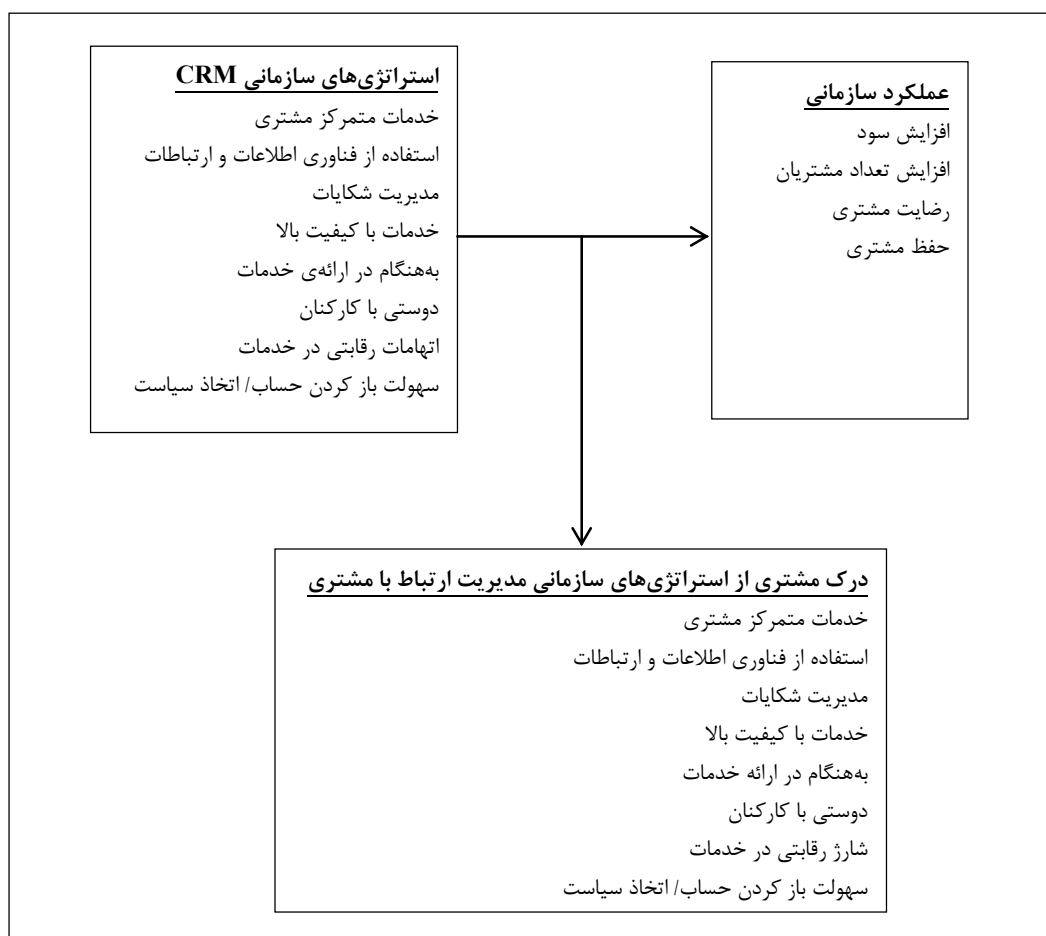 استراتژی‌های سازمانی CRM
خدمات متمرکز مشتری
استفاده از فناوری اطلاعات و ارتباطات
مدیریت شکایات
خدمات با کیفیت بالا
به‌هنگام در ارائه‌ی خدمات
دوستی با کارکنان
اتهامات رقابتی در خدمات
سهولت باز کردن حساب/ اتخاذ سیاست
عملکرد سازمانی
افزایش سود
افزایش تعداد مشتریان
رضایت مشتری
حفظ مشتری
درک مشتری از استراتژی‌های سازمانی مدیریت ارتباط با مشتری
خدمات متمرکز مشتری
استفاده از فناوری اطلاعات و ارتباطات
مدیریت شکایات
خدمات با کیفیت بالا
به‌هنگام در ارائه خدمات
دوستی با کارکنان
شارژ رقابتی در خدمات
سهولت باز کردن حساب/ اتخاذ سیاست